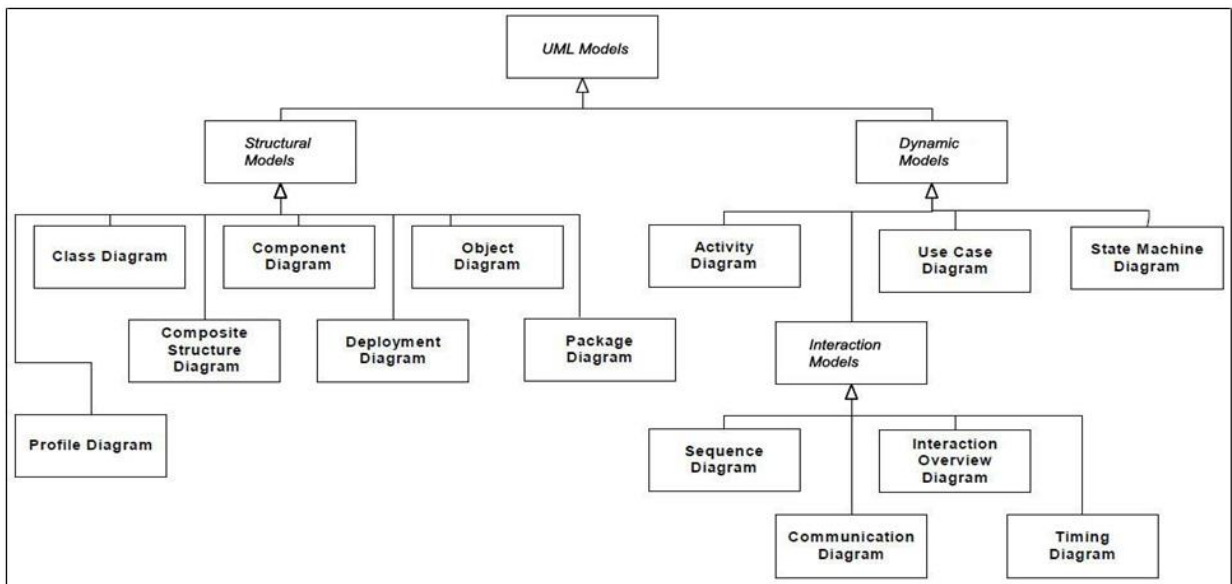 UML Models
Structural
Models
Dynamic
Models
Class Diagram
Component
Diagram
Object
Diagram
Activity
Diagram
Use Case
Diagram
State Machine
Diagram
Composite
Structure
Diagram
Deployment
Diagram
Package
Diagram
Interaction
Models
Profile Diagram
Sequence
Diagram
Interaction
Overview
Diagram
Communication
Diagram
Timing
Diagram